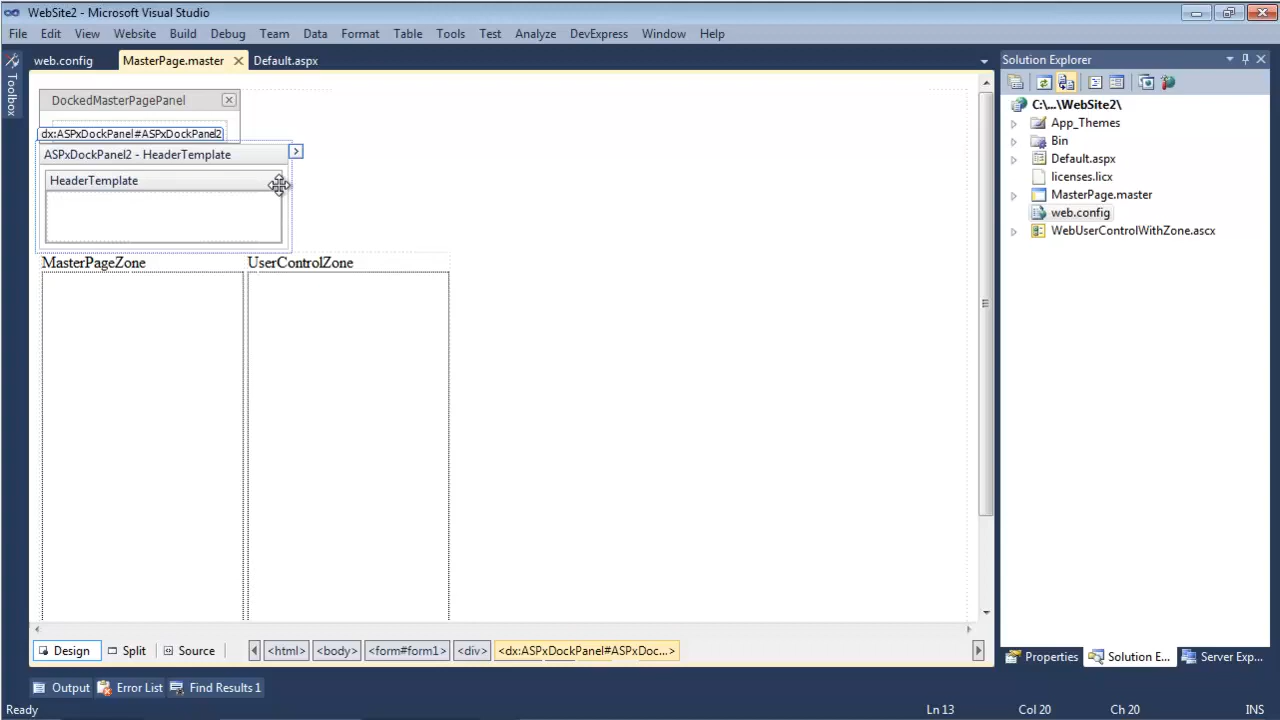 WebSite2 - Microsoft Visual Studio
File Edit View Website Build Debug Team Data Format Table Tools Test Analyze DevExpress Window Help
web.config MasterPage.master Default.aspx
Toolbox
DockedMasterPagePanel
dx:ASPxDockPanel#ASPxDockPanel2
ASPxDockPanel2 - HeaderTemplate
HeaderTemplate
MasterPageZone UserControlZone
Solution Explorer
C:\...\WebSite2\
App_Themes
Bin
Default.aspx
licenses.licx
MasterPage.master
web.config
WebUserControlWithZone.ascx
Design Split Source <html> <body> <form#form1> <div> <dx:ASPxDockPanel#ASPxDoc...>
Properties Solution E... Server Exp...
Output Error List Find Results 1
Ready Ln 13 Col 20 Ch 20 INS